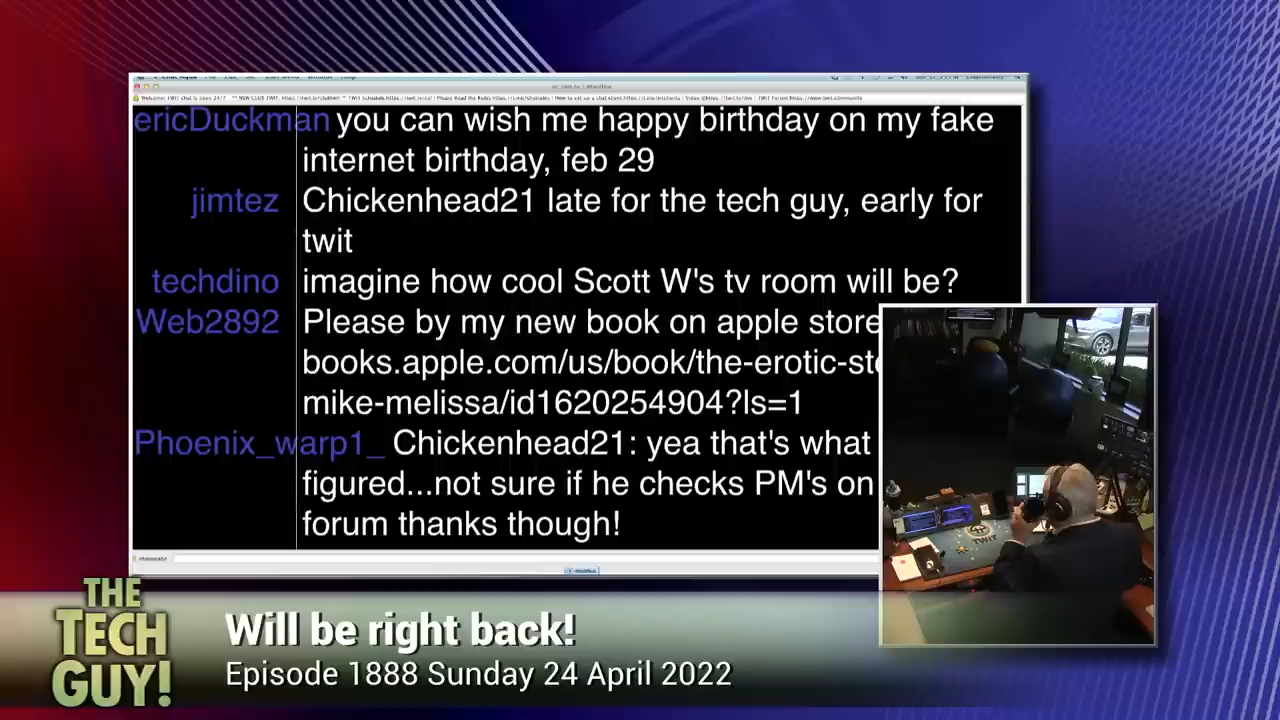 ericDuckman you can wish me happy birthday on my fake
internet birthday, feb 29
jimtez Chickenhead21 late for the tech guy, early for
twit
techdino imagine how cool Scott W's tv room will be?
Web2892 Please by my new book on apple store
books.apple.com/us/book/the-erotic-st
mike-melissa/id1620254904?ls=1
Phoenix_warp1_ Chickenhead21: yea that's what
figured...not sure if he checks PM's on
forum thanks though!
TWiT
THE
TECH
GUY!
Will be right back!
Episode 1888 Sunday 24 April 2022